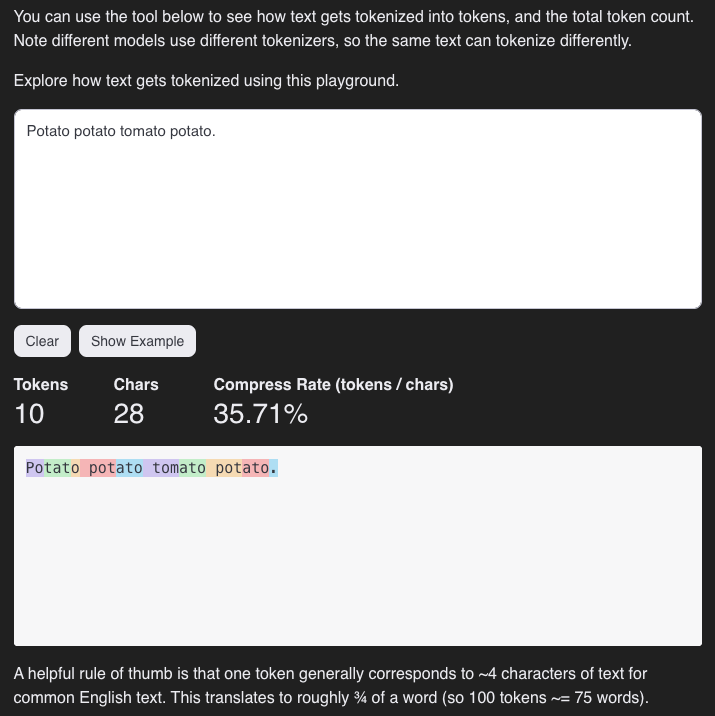 You can use the tool below to see how text gets tokenized into tokens, and the total token count.
Note different models use different tokenizers, so the same text can tokenize differently.
Explore how text gets tokenized using this playground.
Potato potato tomato potato.
Clear Show Example
Tokens Chars Compress Rate (tokens / chars)
10 28 35.71%
Potato potato tomato potato.
A helpful rule of thumb is that one token generally corresponds to ~4 characters of text for
common English text. This translates to roughly ¾ of a word (so 100 tokens ~= 75 words).